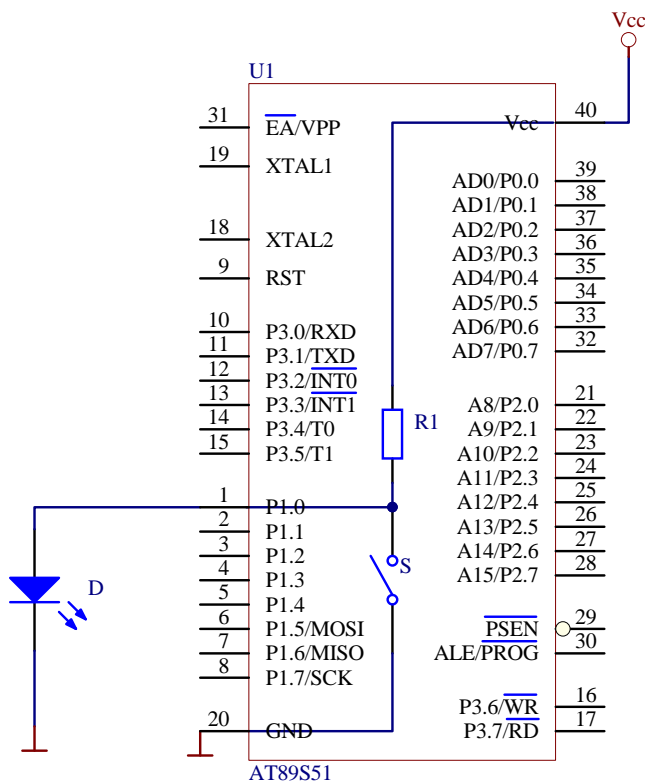 Vcc
U1
31 EA/VPP Vcc 40
19 XTAL1
AD0/P0.0 39
AD1/P0.1 38
AD2/P0.2 37
18 XTAL2
AD3/P0.3 36
9 RST AD4/P0.4 35
AD5/P0.5 34
AD6/P0.6 33
10 P3.0/RXD
AD7/P0.7 32
11 P3.1/TXD
12 P3.2/INT0
13 P3.3/INT1 A8/P2.0 21
14 P3.4/T0 R1 A9/P2.1 22
15 P3.5/T1 A10/P2.2 23
A11/P2.3 24
1 P1.0 A12/P2.4 25
2 P1.1 A13/P2.5 26
3 P1.2 A14/P2.6 27
4 P1.3 S A15/P2.7 28
D
5 P1.4
6 P1.5/MOSI PSEN 29
7 P1.6/MISO ALE/PROG 30
8 P1.7/SCK
P3.6/WR 16
20 GND P3.7/RD 17
AT89S51